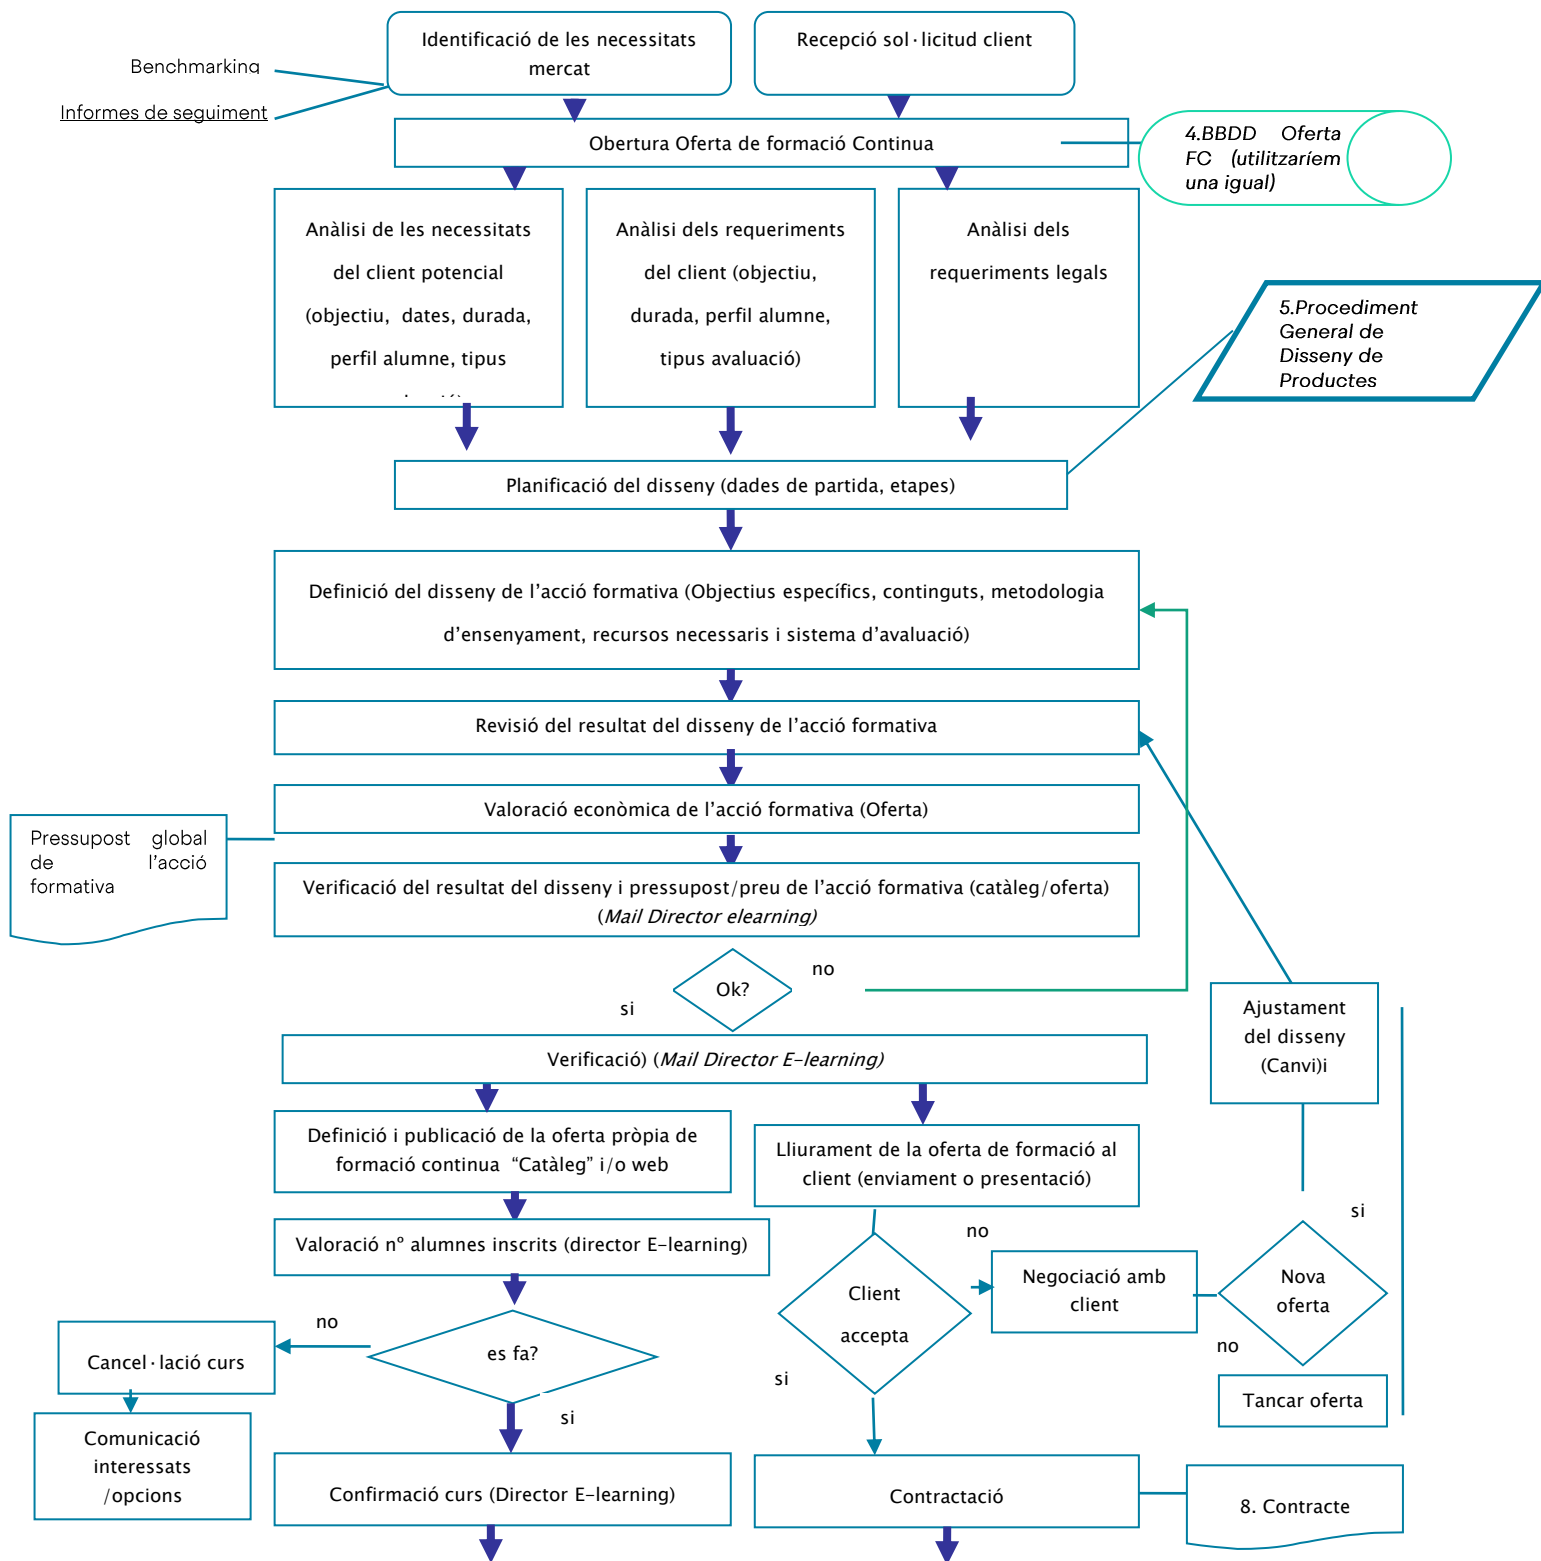 Identificació de les necessitats
mercat
Recepció sol·licitud client
Benchmarking
Informes de seguiment
Obertura Oferta de formació Continua
4.BBDD Oferta
FC (utilitzaríem
una igual)
Anàlisi de les necessitats
del client potencial
(objectiu, dates, durada,
perfil alumne, tipus
Anàlisi dels requeriments
del client (objectiu,
durada, perfil alumne,
tipus avaluació)
Anàlisi dels
requeriments legals
5.Procediment
General de
Disseny de
Productes
Planificació del disseny (dades de partida, etapes)
Definició del disseny de l’acció formativa (Objectius específics, continguts, metodologia
d’ensenyament, recursos necessaris i sistema d’avaluació)
Revisió del resultat del disseny de l’acció formativa
Valoració econòmica de l’acció formativa (Oferta)
Pressupost global
de l’acció
formativa
Verificació del resultat del disseny i pressupost/preu de l’acció formativa (catàleg/oferta)
(Mail Director elearning)
Ok?
no
si
Ajustament
del disseny
(Canvi)i
Verificació) (Mail Director E-learning)
Definició i publicació de la oferta pròpia de
formació continua “Catàleg” i/o web
Lliurament de la oferta de formació al
client (enviament o presentació)
si
Valoració nº alumnes inscrits (director E-learning)
no
Negociació amb
client
Nova
oferta
Client
accepta
no
no
es fa?
Cancel·lació curs
si
Tancar oferta
si
Comunicació
interessats
/opcions
Confirmació curs (Director E-learning)
Contractació
8. Contracte